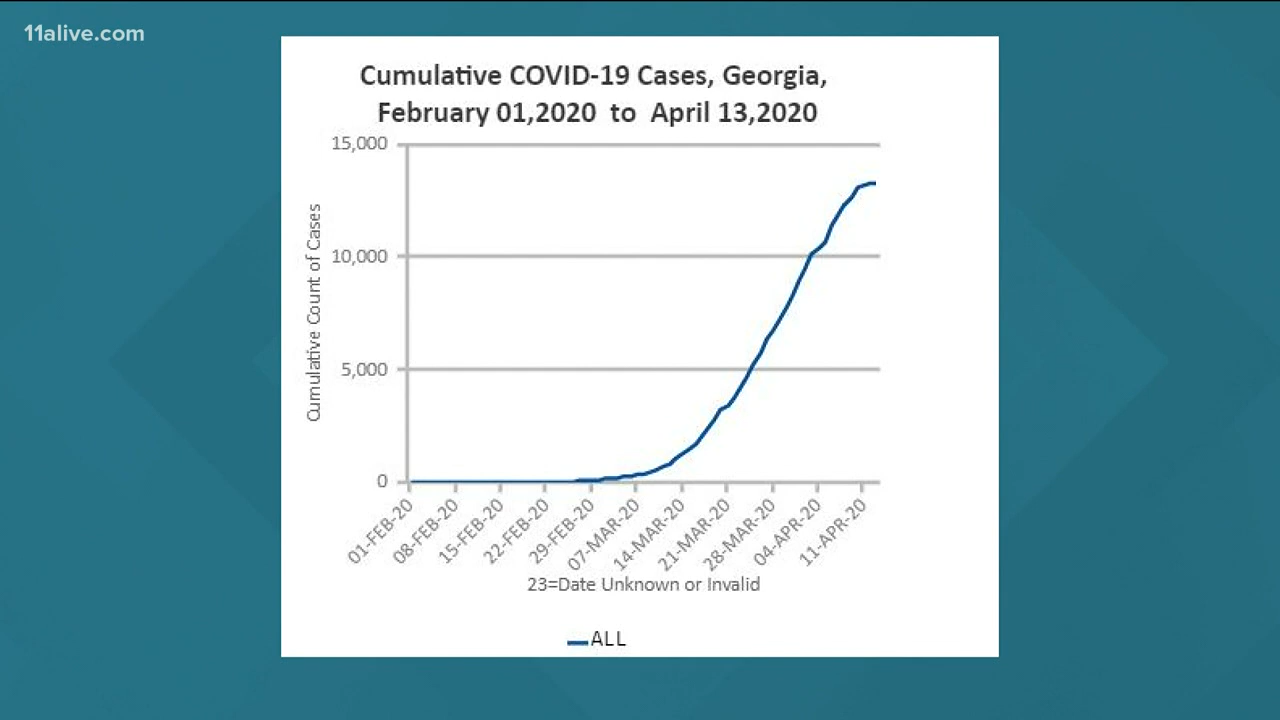 11alive.com
Cumulative COVID-19 Cases, Georgia,
February 01,2020 to April 13,2020
Cumulative Count of Cases
15,000
10,000
5,000
0
01-FEB-20
08-FEB-20
15-FEB-20
22-FEB-20
29-FEB-20
07-MAR-20
14-MAR-20
21-MAR-20
28-MAR-20
04-APR-20
11-APR-20
23=Date Unknown or Invalid
ALL